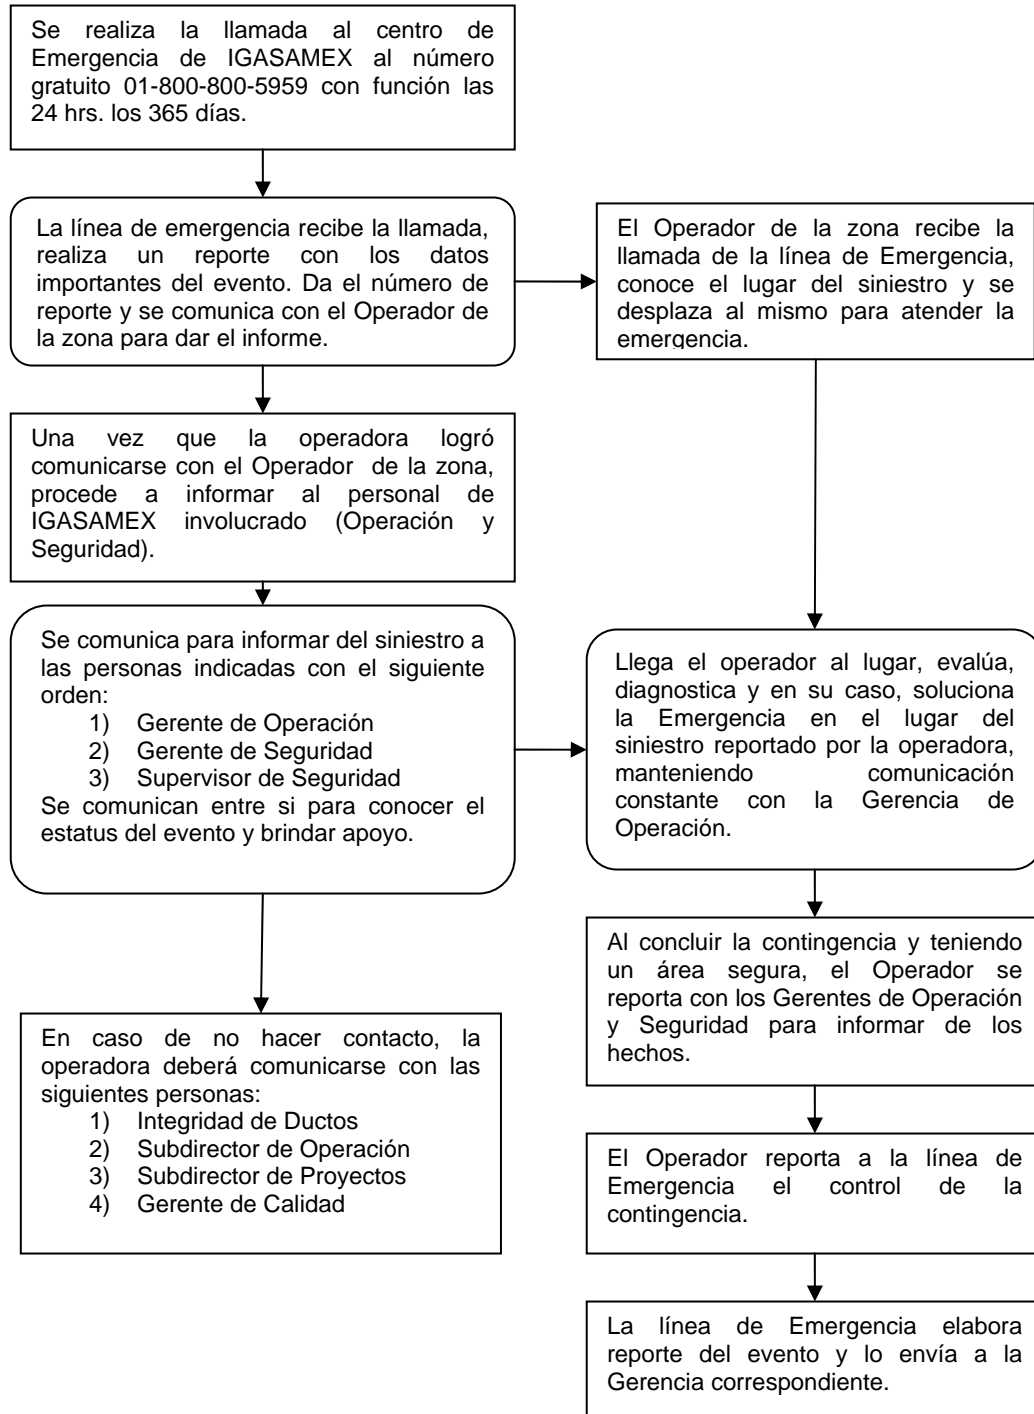 Se realiza la llamada al centro de
Emergencia de IGASAMEX al número
gratuito 01-800-800-5959 con función las
24 hrs. los 365 días.
La línea de emergencia recibe la llamada,
realiza un reporte con los datos
importantes del evento. Da el número de
reporte y se comunica con el Operador de
la zona para dar el informe.
El Operador de la zona recibe la
llamada de la línea de Emergencia,
conoce el lugar del siniestro y se
desplaza al mismo para atender la
emergencia.
Una vez que la operadora logró
comunicarse con el Operador de la zona,
procede a informar al personal de
IGASAMEX involucrado (Operación y
Seguridad).
Se comunica para informar del siniestro a
las personas indicadas con el siguiente
orden:
1) Gerente de Operación
2) Gerente de Seguridad
3) Supervisor de Seguridad
Se comunican entre si para conocer el
estatus del evento y brindar apoyo.
Llega el operador al lugar, evalúa,
diagnostica y en su caso, soluciona
la Emergencia en el lugar del
siniestro reportado por la operadora,
manteniendo comunicación
constante con la Gerencia de
Operación.
En caso de no hacer contacto, la
operadora deberá comunicarse con las
siguientes personas:
1) Integridad de Ductos
2) Subdirector de Operación
3) Subdirector de Proyectos
4) Gerente de Calidad
Al concluir la contingencia y teniendo
un área segura, el Operador se
reporta con los Gerentes de Operación
y Seguridad para informar de los
hechos.
El Operador reporta a la línea de
Emergencia el control de la
contingencia.
La línea de Emergencia elabora
reporte del evento y lo envía a la
Gerencia correspondiente.